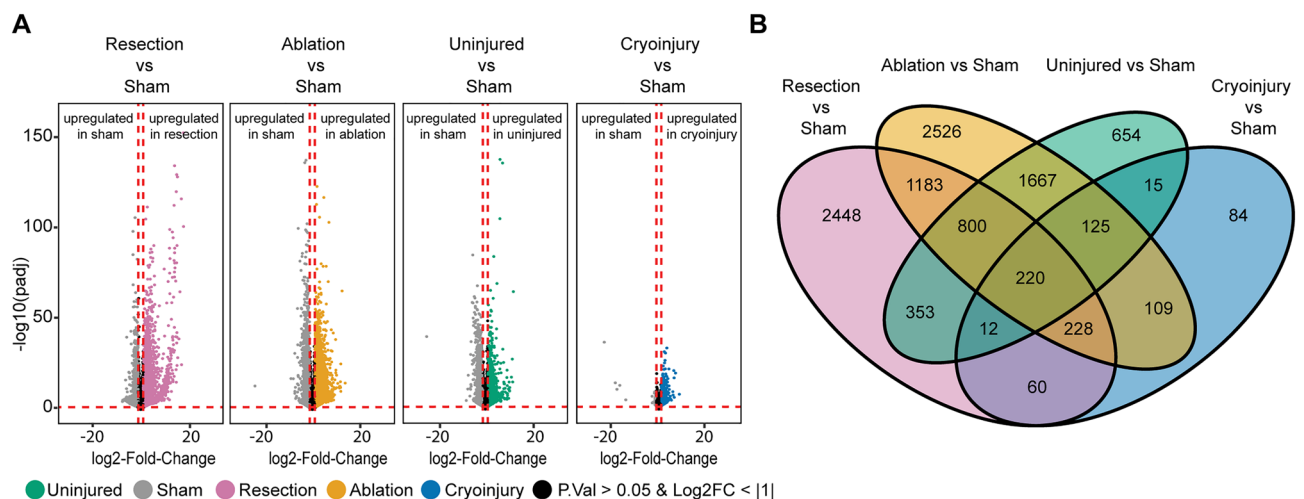 A
Resection
vs
Sham
Ablation
vs
Sham
Uninjured
vs
Sham
Cryoinjury
vs
Sham
upregulated
in sham
upregulated
in resection
upregulated
in sham
upregulated
in ablation
upregulated
in sham
upregulated
in uninjured
upregulated
in sham
upregulated
in cryoinjury
-log10(padj)
150
100
50
0
-20 20
-20 20
-20 20
-20 20
log2-Fold-Change
log2-Fold-Change
log2-Fold-Change
log2-Fold-Change
Uninjured Sham Resection Ablation Cryoinjury P.Val > 0.05 & Log2FC < |1|
B
Resection
vs
Sham
Ablation vs Sham
Uninjured vs Sham
Cryoinjury
vs
Sham
2526
654
1183
1667
15
2448
800
125
84
220
353
12
228
109
60